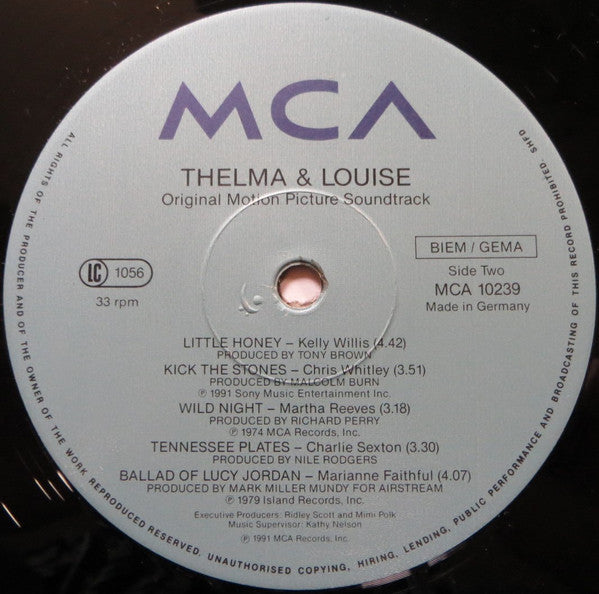 MCA
THELMA & LOUISE
Original Motion Picture Soundtrack
BIEM / GEMA
LC 1056
Side Two
MCA 10239
33 rpm
Made in Germany
LITTLE HONEY – Kelly Willis (4.42)
PRODUCED BY TONY BROWN
KICK THE STONES – Chris Whitley (3.51)
PRODUCED BY MALCOLM BURN
℗ 1991 Sony Music Entertainment Inc.
WILD NIGHT – Martha Reeves (3.18)
PRODUCED BY RICHARD PERRY
℗ 1974 MCA Records, Inc.
TENNESSEE PLATES – Charlie Sexton (3.30)
PRODUCED BY NILE RODGERS
BALLAD OF LUCY JORDAN – Marianne Faithful (4.07)
PRODUCED BY MARK MILLER MUNDY FOR AIRSTREAM
℗ 1979 Island Records, Inc.
Executive Producers: Ridley Scott and Mimi Polk
Music Supervisor: Kathy Nelson
℗ 1991 MCA Records, Inc.
ALL RIGHTS OF THE PRODUCER AND OF THE OWNER OF THE WORK REPRODUCED RESERVED. UNAUTHORISED COPYING, HIRING, LENDING, PUBLIC PERFORMANCE AND BROADCASTING OF THIS RECORD PROHIBITED. SHFD